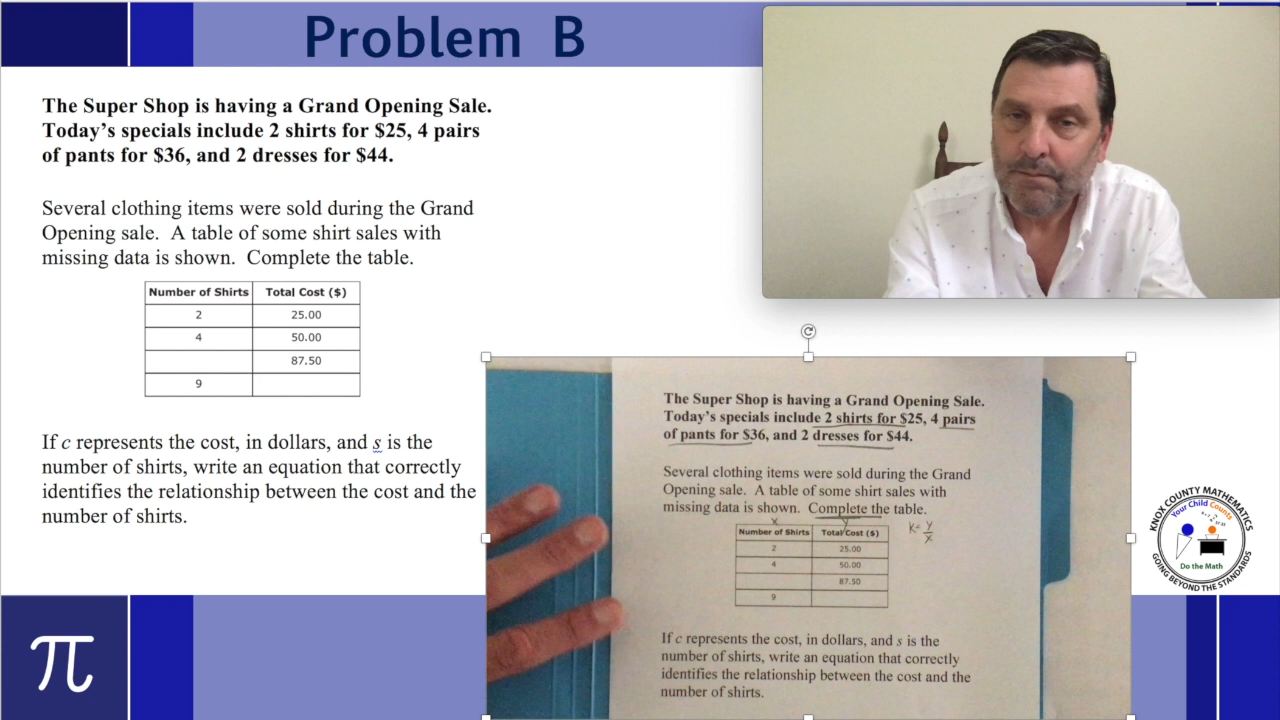 Problem B
The Super Shop is having a Grand Opening Sale.
Today's specials include 2 shirts for $25, 4 pairs
of pants for $36, and 2 dresses for $44.
Several clothing items were sold during the Grand
Opening sale. A table of some shirt sales with
missing data is shown. Complete the table.
Number of Shirts Total Cost ($)
2 25.00
4 50.00
87.50
9
If c represents the cost, in dollars, and s is the
number of shirts, write an equation that correctly
identifies the relationship between the cost and the
number of shirts.
π
The Super Shop is having a Grand Opening Sale.
Today's specials include 2 shirts for $25, 4 pairs
of pants for $36, and 2 dresses for $44.
Several clothing items were sold during the Grand
Opening sale. A table of some shirt sales with
missing data is shown. Complete the table.
x y
K = y/x
Number of Shirts Total Cost ($)
2 25.00
4 50.00
87.50
9
If c represents the cost, in dollars, and s is the
number of shirts, write an equation that correctly
identifies the relationship between the cost and the
number of shirts.
KNOX COUNTY MATHEMATICS
Your Child Counts
Do the Math
GOING BEYOND THE STANDARDS